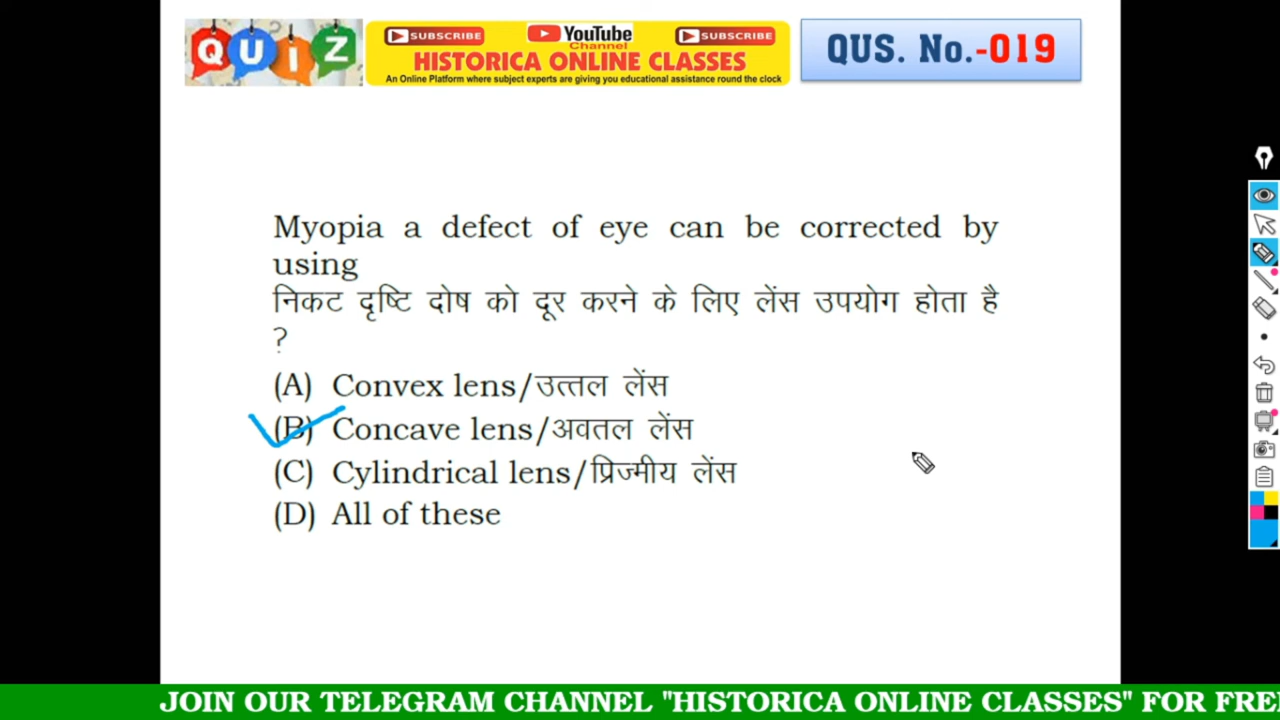 QUIZ
SUBSCRIBE
YouTube
SUBSCRIBE
Channel
HISTORICA ONLINE CLASSES
An Online Platform where subject experts are giving you educational assistance round the clock
QUS. No.-019
Myopia a defect of eye can be corrected by
using
निकट दृष्टि दोष को दूर करने के लिए लेंस उपयोग होता है
?
(A) Convex lens/उत्तल लेंस
(B) Concave lens/अवतल लेंस
(C) Cylindrical lens/प्रिज्मीय लेंस
(D) All of these
JOIN OUR TELEGRAM CHANNEL "HISTORICA ONLINE CLASSES" FOR FREE